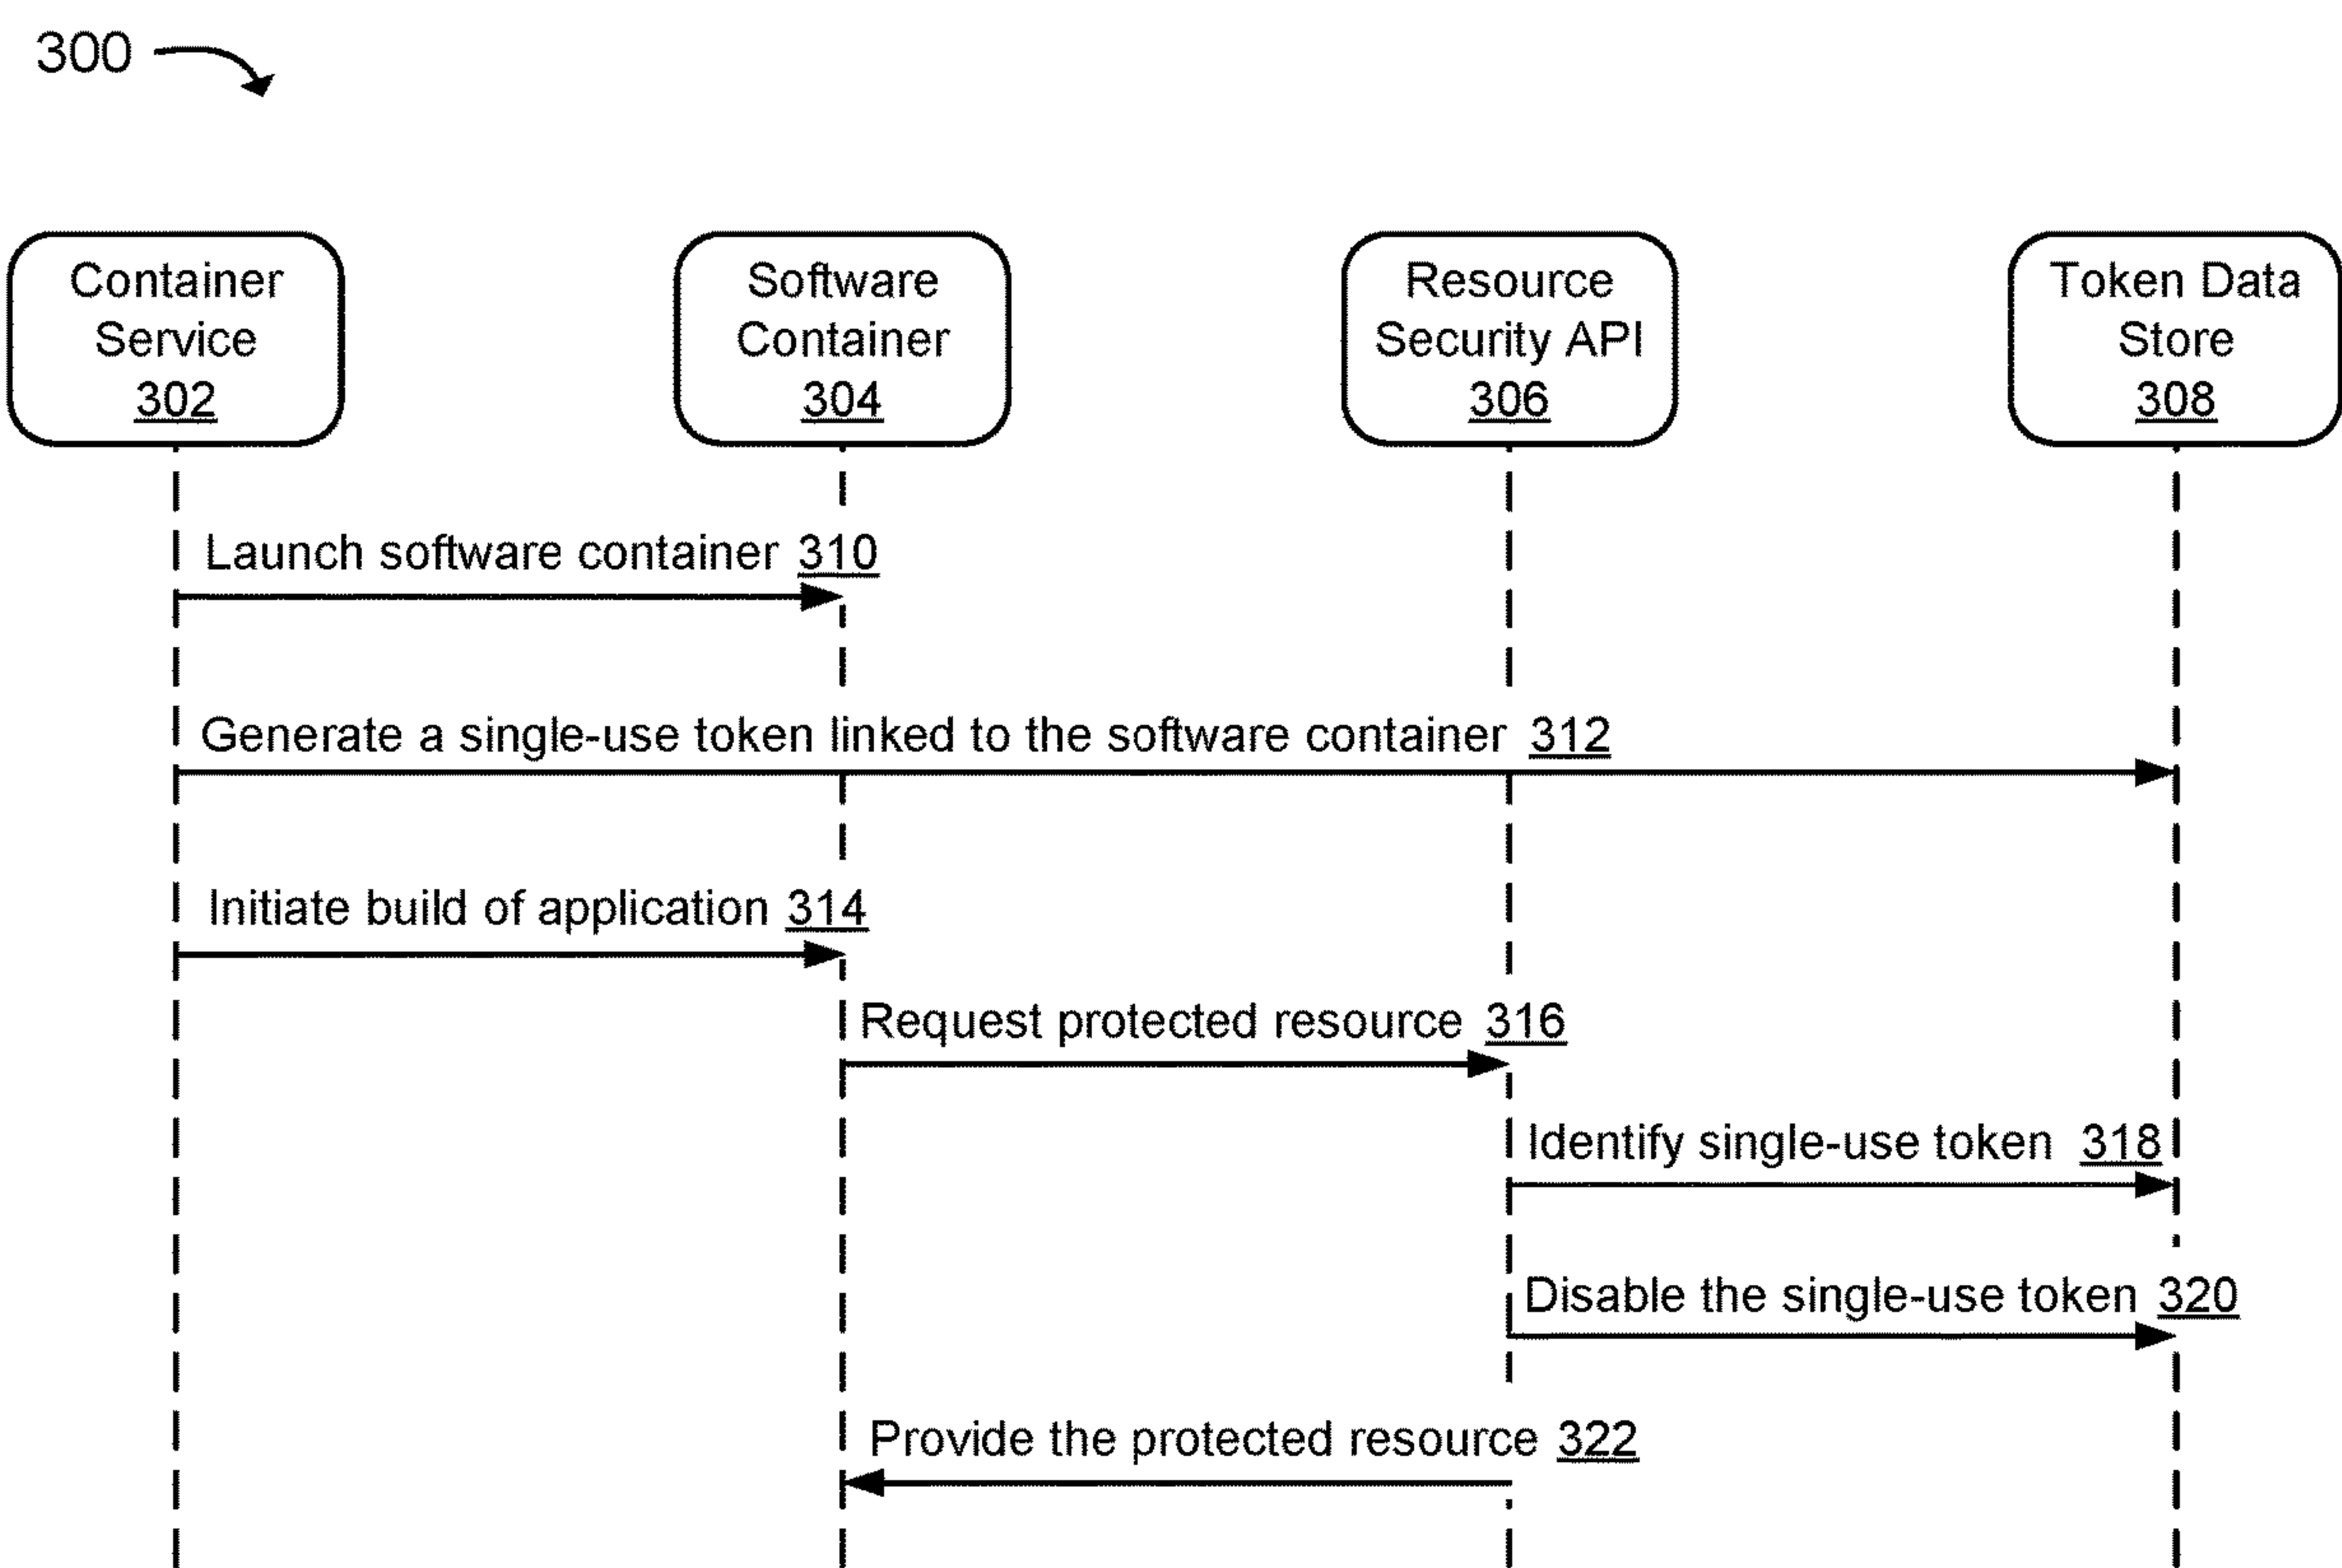 300
Container
Service
302
Software
Container
304
Resource
Security API
306
Token Data
Store
308
Launch software container 310
Generate a single-use token linked to the software container 312
Initiate build of application 314
Request protected resource 316
Identify single-use token 318
Disable the single-use token 320
Provide the protected resource 322